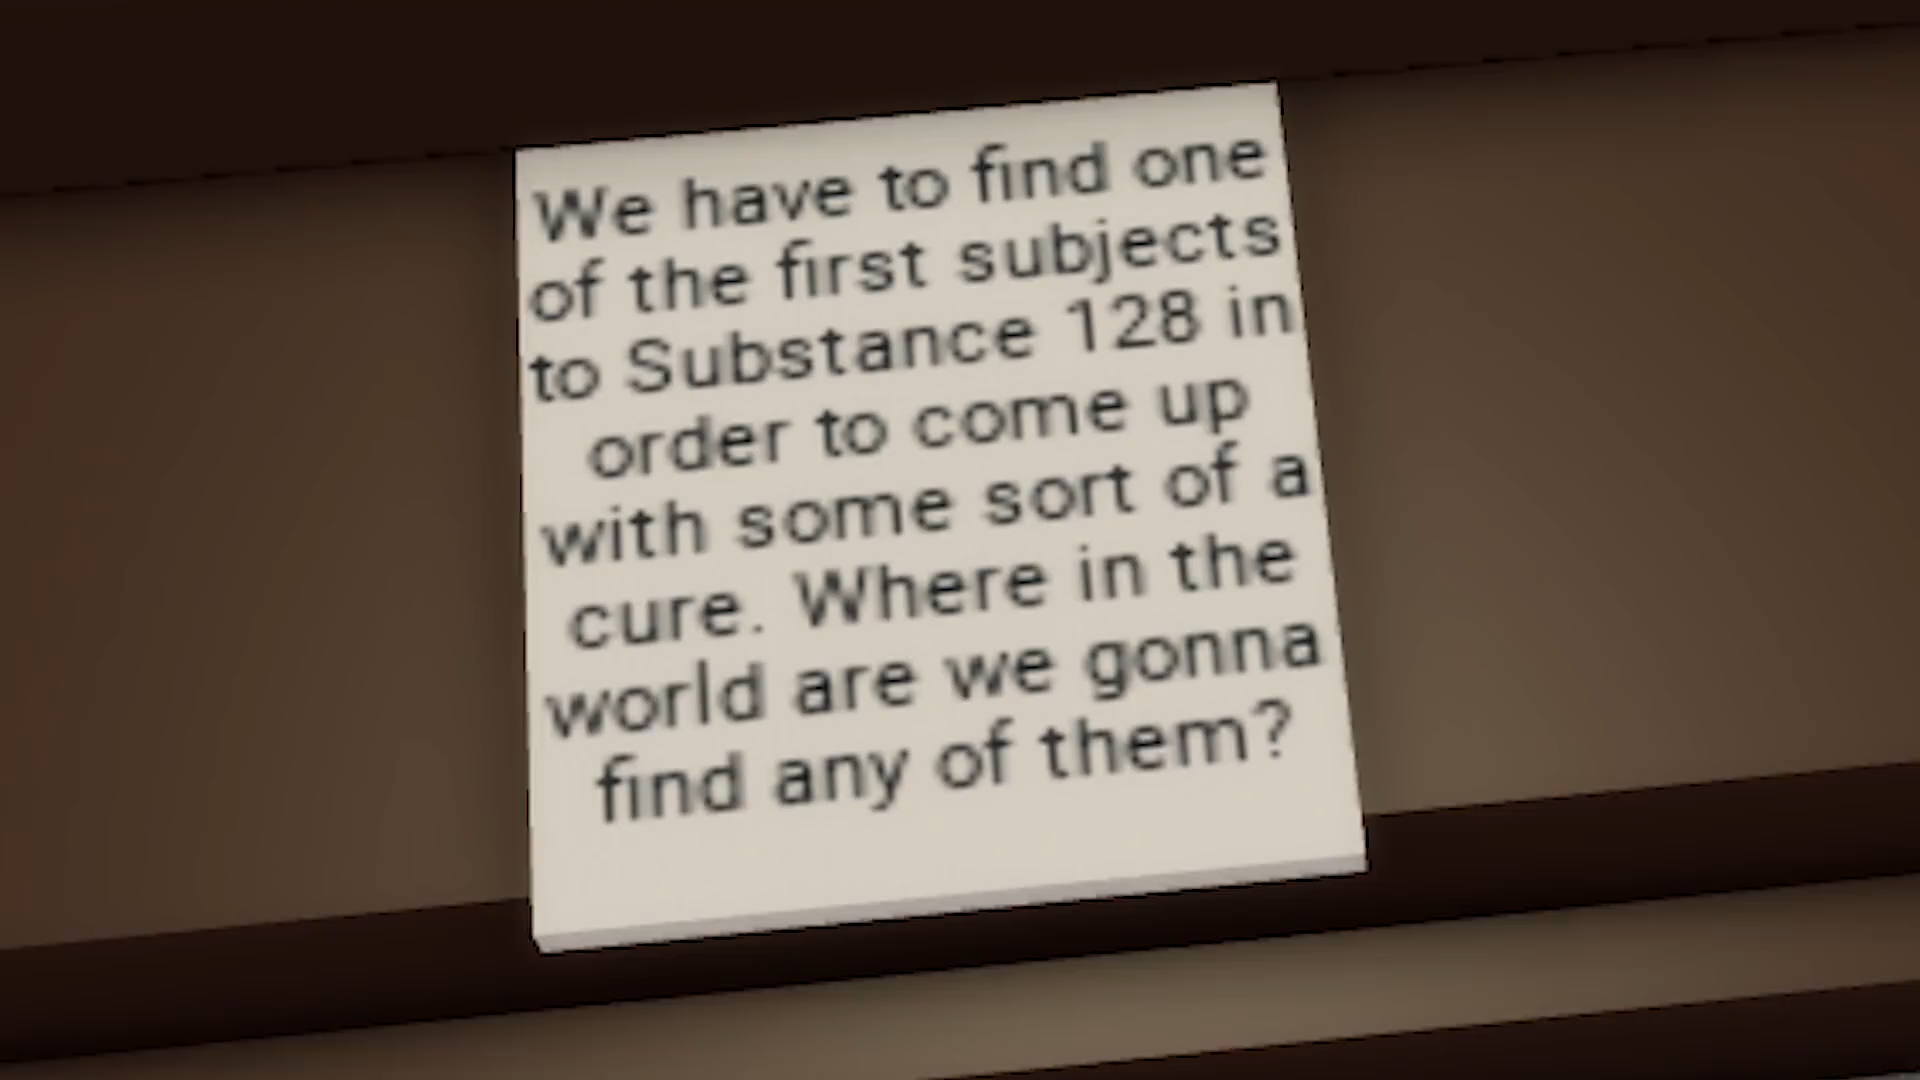 We have to find one
of the first subjects
to Substance 128 in
order to come up
with some sort of a
cure. Where in the
world are we gonna
find any of them?